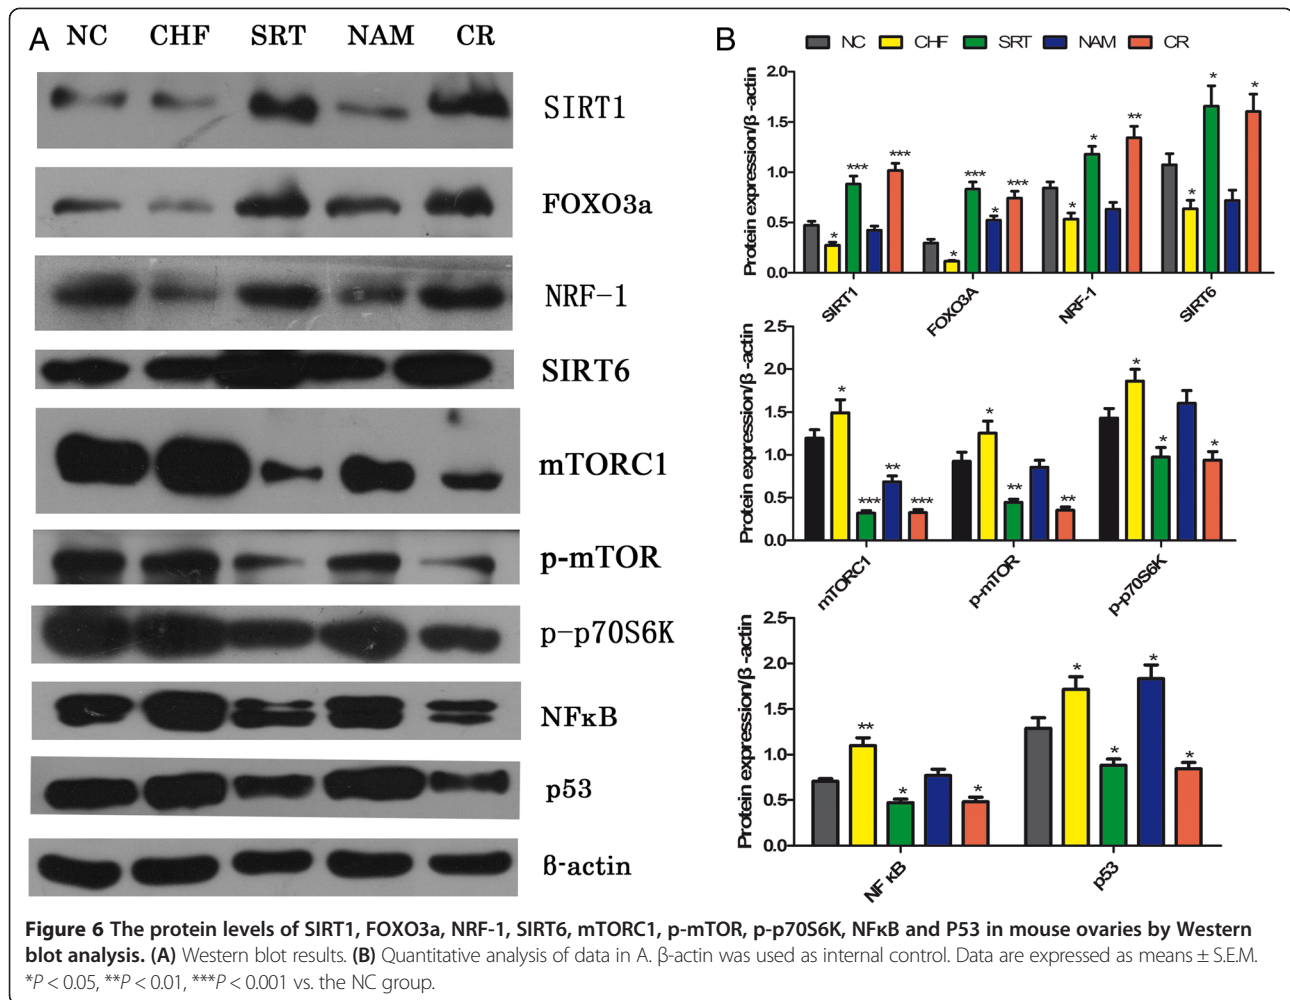 A NC CHF SRT NAM CR
SIRT1
FOXO3a
NRF-1
SIRT6
mTORC1
p-mTOR
p-p70S6K
NFκB
p53
β-actin
B NC CHF SRT NAM CR
Protein expression/β -actin
2.0
1.5
1.0
0.5
0.0
* *** *** * *** * *** * * ** * * *
SIRT1 FOXO3A NRF-1 SIRT6
Protein expression/β -actin
2.5
2.0
1.5
1.0
0.5
0.0
* *** ** *** * ** ** * * *
mTORC1 p-mTOR p-p70S6K
Protein expression/β -actin
2.5
2.0
1.5
1.0
0.5
0.0
** * * * * * *
NF κB p53
Figure 6 The protein levels of SIRT1, FOXO3a, NRF-1, SIRT6, mTORC1, p-mTOR, p-p70S6K, NFκB and P53 in mouse ovaries by Western
blot analysis. (A) Western blot results. (B) Quantitative analysis of data in A. β-actin was used as internal control. Data are expressed as means ± S.E.M.
*P < 0.05, **P < 0.01, ***P < 0.001 vs. the NC group.